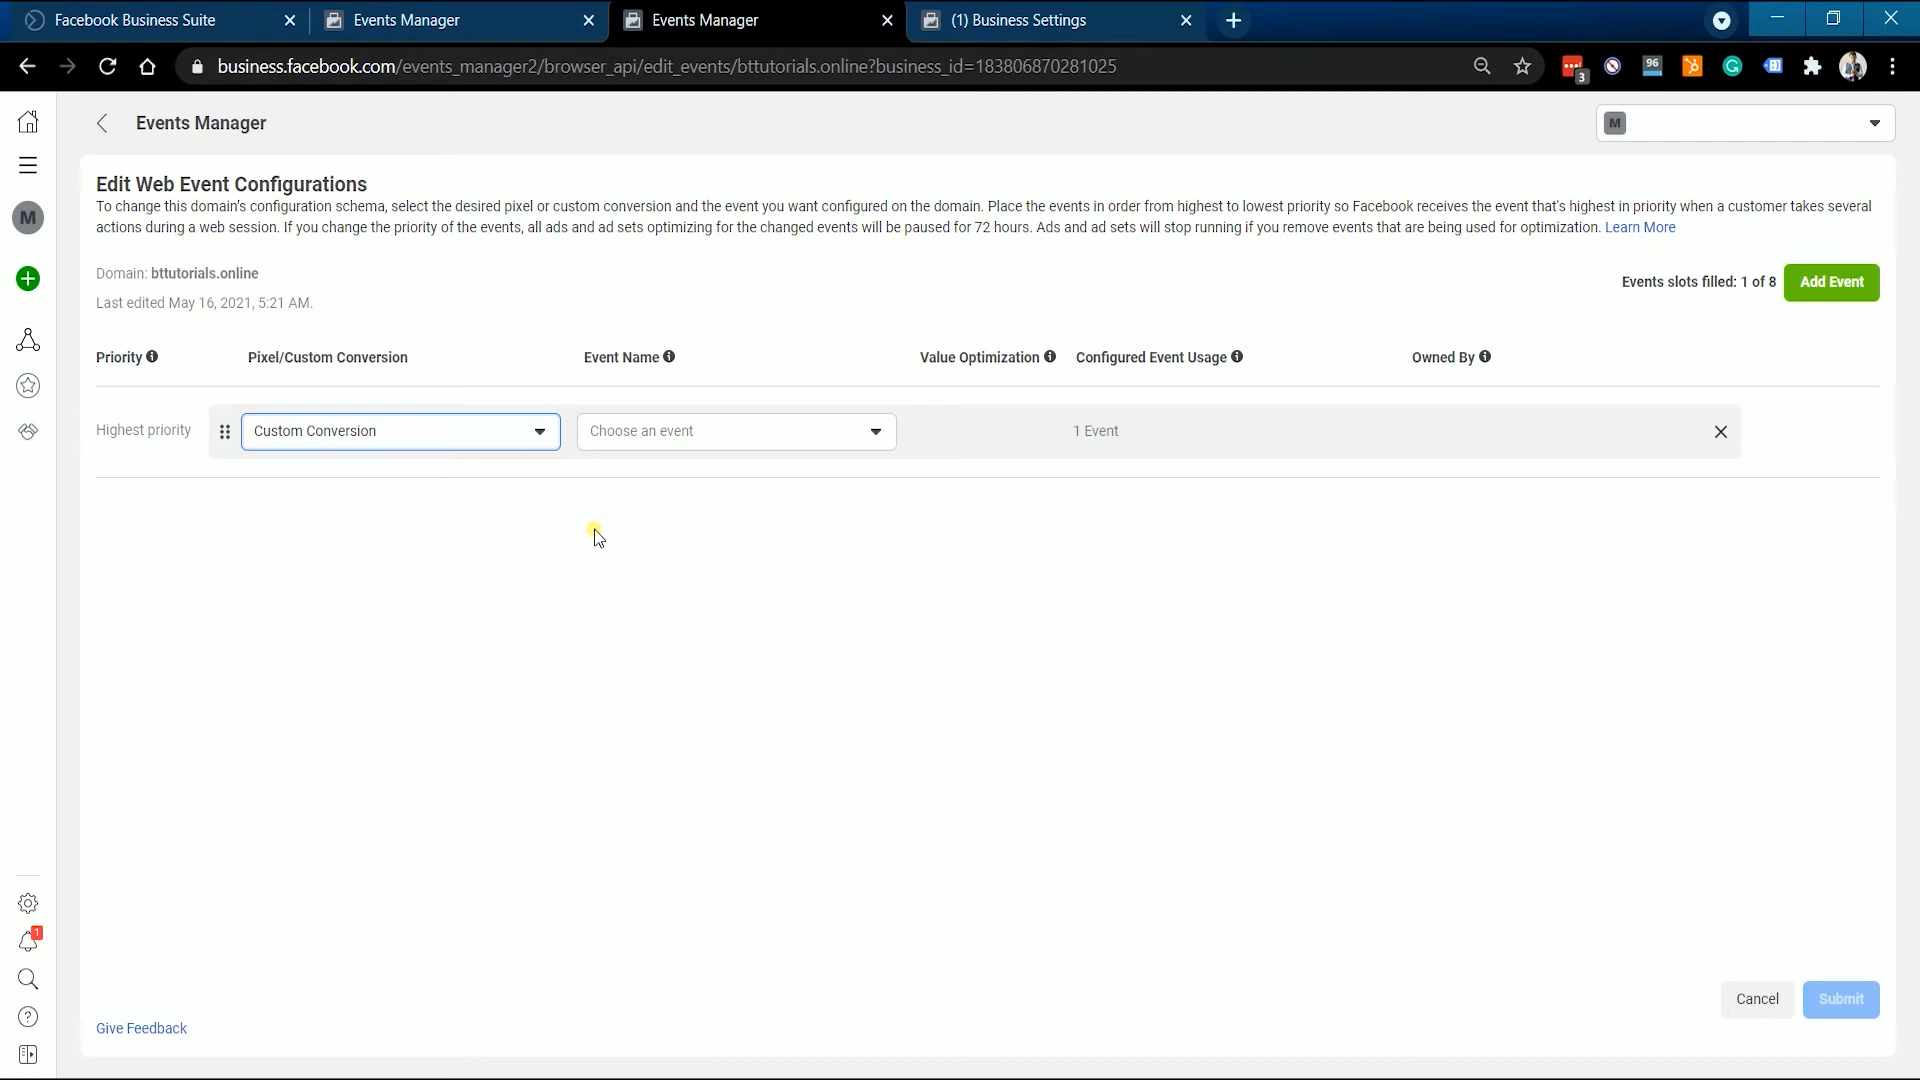 Facebook Business Suite
Events Manager
Events Manager
(1) Business Settings
business.facebook.com/events_manager2/browser_api/edit_events/bttutorials.online?business_id=183806870281025
3
96
Events Manager
M
M
Edit Web Event Configurations
To change this domain's configuration schema, select the desired pixel or custom conversion and the event you want configured on the domain. Place the events in order from highest to lowest priority so Facebook receives the event that's highest in priority when a customer takes several
actions during a web session. If you change the priority of the events, all ads and ad sets optimizing for the changed events will be paused for 72 hours. Ads and ad sets will stop running if you remove events that are being used for optimization. Learn More
Domain: bttutorials.online
Last edited May 16, 2021, 5:21 AM.
Events slots filled: 1 of 8
Add Event
Priority
Pixel/Custom Conversion
Event Name
Value Optimization
Configured Event Usage
Owned By
Highest priority
Custom Conversion
Choose an event
1 Event
1
Cancel
Submit
Give Feedback